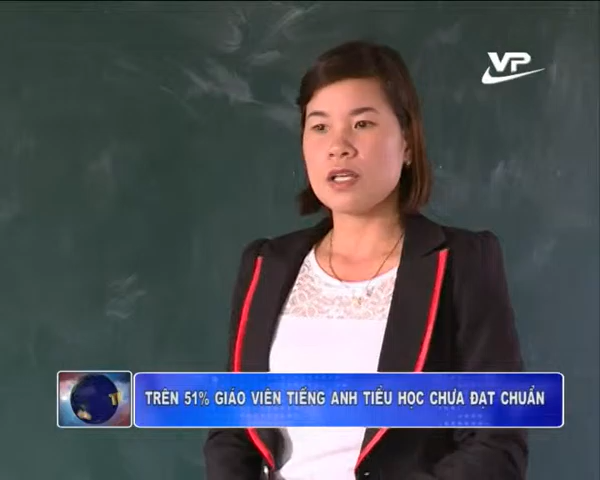 VP
TRÊN 51% GIÁO VIÊN TIẾNG ANH TIỂU HỌC CHƯA ĐẠT CHUẨN